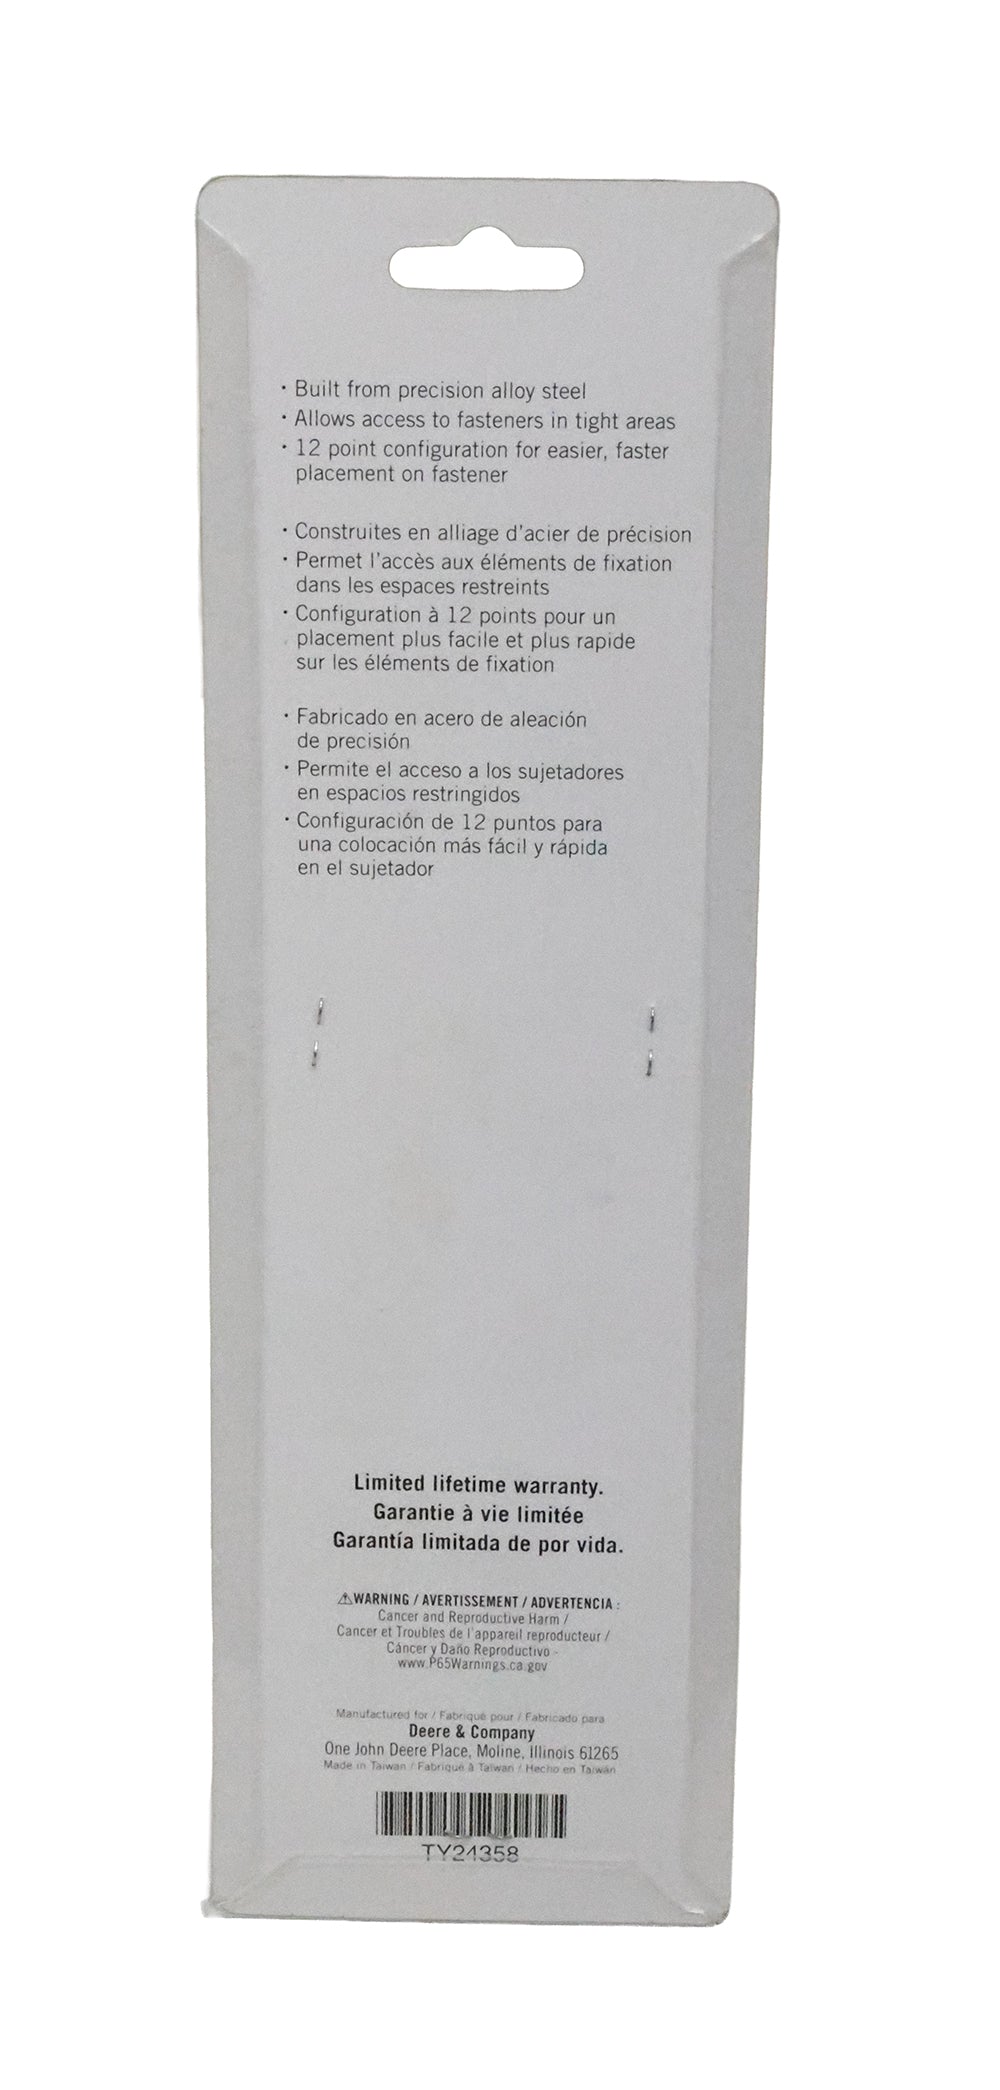 · Built from precision alloy steel
· Allows access to fasteners in tight areas
· 12 point configuration for easier, faster
placement on fastener
· Construites en alliage d'acier de précision
· Permet l'accès aux éléments de fixation
dans les espaces restreints
· Configuration à 12 points pour un
placement plus facile et plus rapide
sur les éléments de fixation
· Fabricado en acero de aleación
de precisión
· Permite el acceso a los sujetadores
en espacios restringidos
· Configuración de 12 puntos para
una colocación más fácil y rápida
en el sujetador
Limited lifetime warranty.
Garantie à vie limitée
Garantía limitada de por vida.
⚠WARNING / AVERTISSEMENT / ADVERTENCIA :
Cancer and Reproductive Harm /
Cancer et Troubles de l'appareil reproducteur /
Cáncer y Daño Reproductivo -
www.P65Warnings.ca.gov
Manufactured for / Fabriqué pour / Fabricado para
Deere & Company
One John Deere Place, Moline, Illinois 61265
Made in Taiwan / Fabriqué à Taïwan / Hecho en Taiwán
TY24358